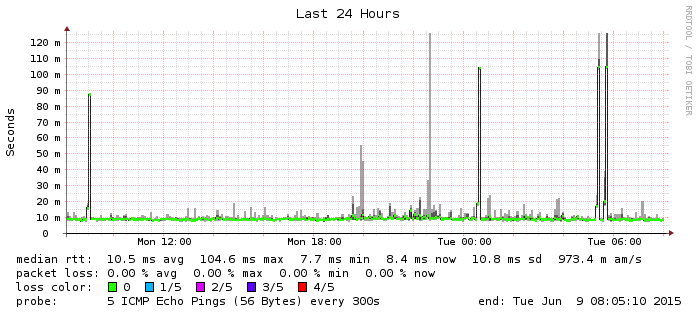 Last 24 Hours
RRDTOOL / TOBI OETIKER
Seconds
120 m
110 m
100 m
90 m
80 m
70 m
60 m
50 m
40 m
30 m
20 m
10 m
0
Mon 12:00 Mon 18:00 Tue 00:00 Tue 06:00
median rtt: 10.5 ms avg 104.6 ms max 7.7 ms min 8.4 ms now 10.8 ms sd 973.4 m am/s
packet loss: 0.00 % avg 0.00 % max 0.00 % min 0.00 % now
loss color: 0 1/5 2/5 3/5 4/5
probe: 5 ICMP Echo Pings (56 Bytes) every 300s end: Tue Jun 9 08:05:10 2015